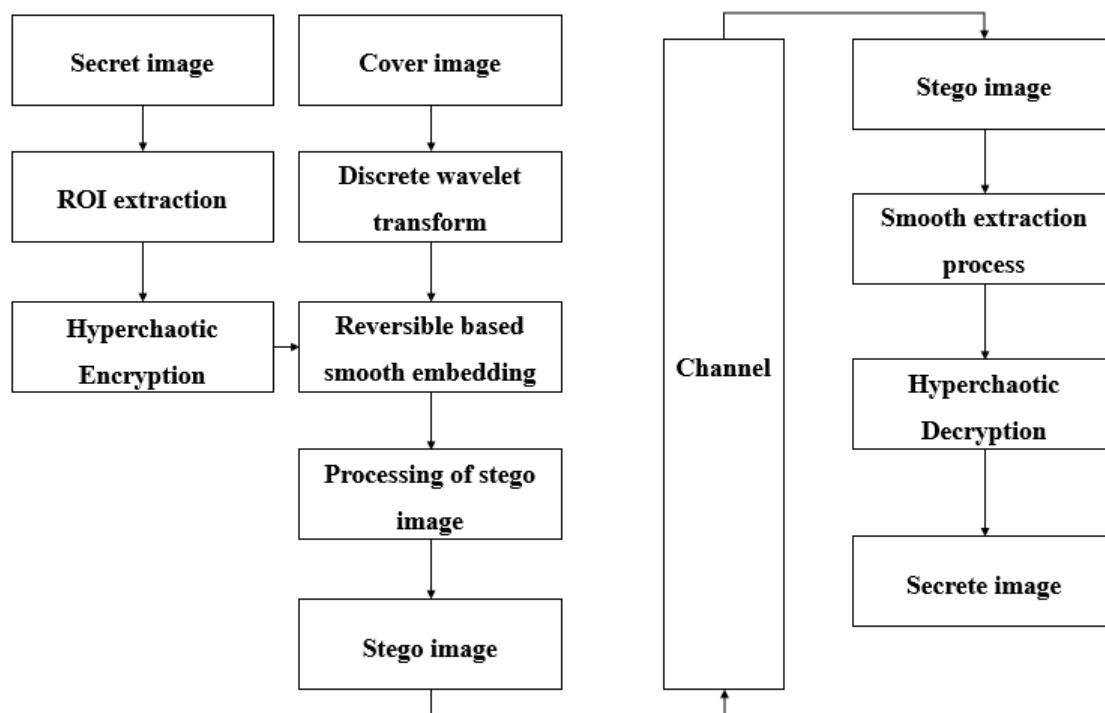 Secret image
ROI extraction
Hyperchaotic
Encryption
Cover image
Discrete wavelet
transform
Reversible based
smooth embedding
Processing of stego
image
Stego image
Channel
Stego image
Smooth extraction
process
Hyperchaotic
Decryption
Secrete image